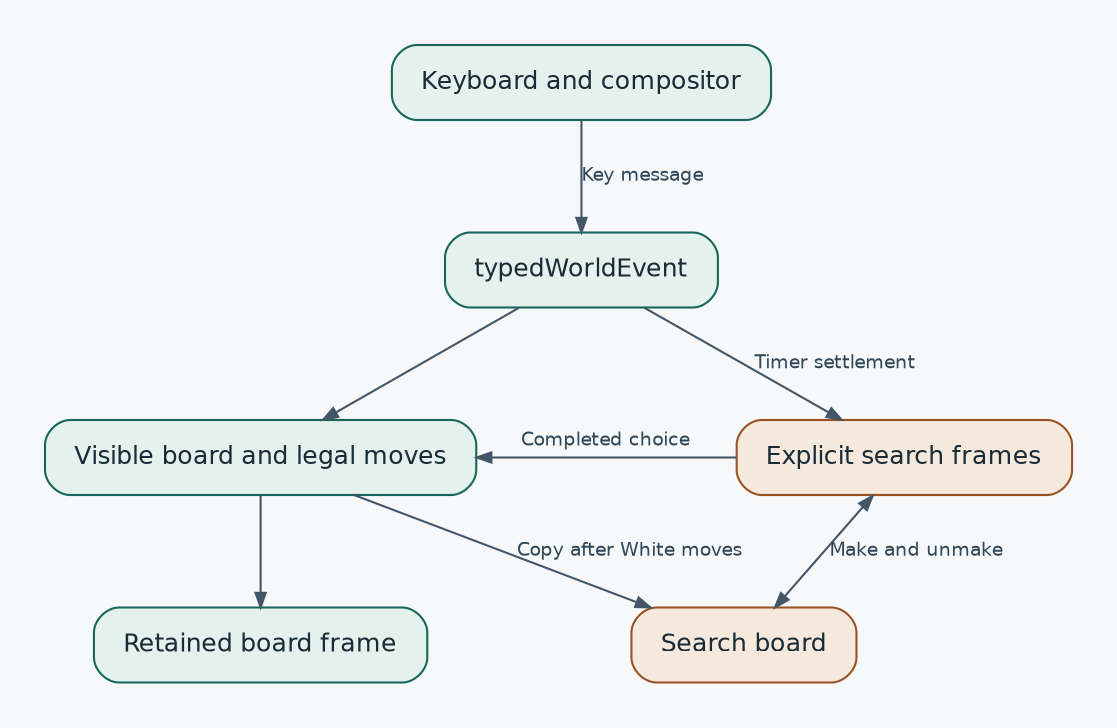 Keyboard and compositor
Key message
typedWorldEvent
Timer settlement
Completed choice
Visible board and legal moves
Explicit search frames
Copy after White moves
Make and unmake
Retained board frame
Search board